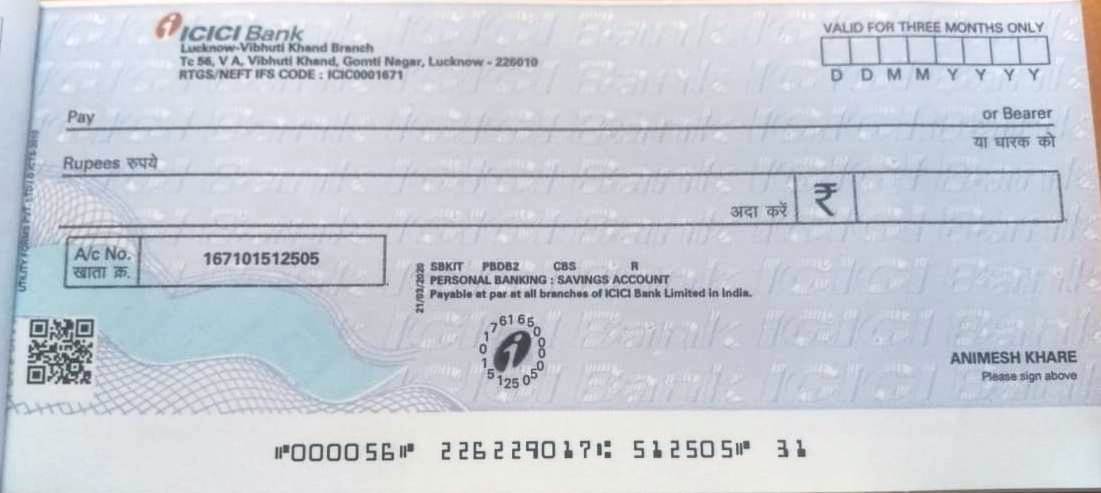 ICICI Bank
Lucknow-Vibhuti Khand Branch
Tc 56, V A, Vibhuti Khand, Gomti Nagar, Lucknow - 226010
RTGS/NEFT IFS CODE : ICIC0001671
VALID FOR THREE MONTHS ONLY
D D M M Y Y Y Y
Pay or Bearer
या धारक को
Rupees रुपये
अदा करें ₹
A/c No. 167101512505
खाता क्र.
SBKIT PBDB2 CBS R
PERSONAL BANKING : SAVINGS ACCOUNT
Payable at par at all branches of ICICI Bank Limited in India.
21/03/2020
ANIMESH KHARE
Please sign above
⑈000056⑈ 226229017⑆ 512505⑈ 31